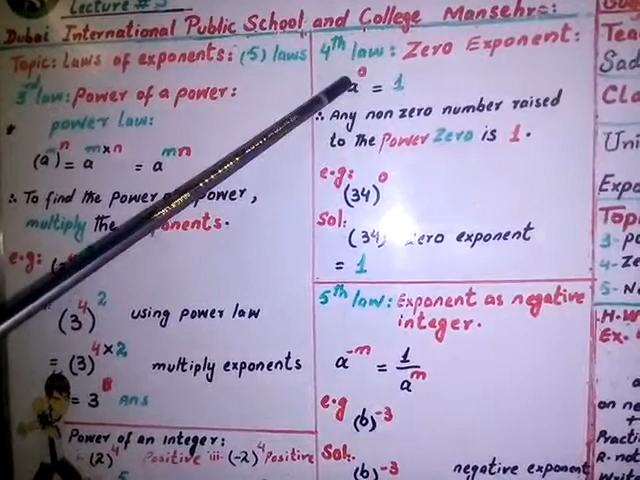 Lecture # 5
Dubai International Public School and College Mansehra:
Topic: Laws of exponents: (5) laws
3rd law: Power of a power:
power law:
(a^m)^n = a^m×n = a^mn
∴ To find the power power,
multiply the exponents.
e.g:
(3^4)^2 using power law
= (3)^4×2 multiply exponents
= 3^8 Ans
Power of an integer:
(2)^4 Positive iii- (-2)^4 Positive
4th law: Zero Exponent:
a^0 = 1
∴ Any non zero number raised
to the Power Zero is 1.
e.g:
(34)^0
Sol:
(34) zero exponent
= 1
5th law: Exponent as negative
integer.
a^-m = 1/a^m
e.g
(b)^-3
Sol:
(b)^-3 negative exponent
Tea
Sad
Cla
Uni
Expo
Topi
3- Po
4- Ze
5- N
H.W
Ex.
on ne
+
Practi
R. not
Write